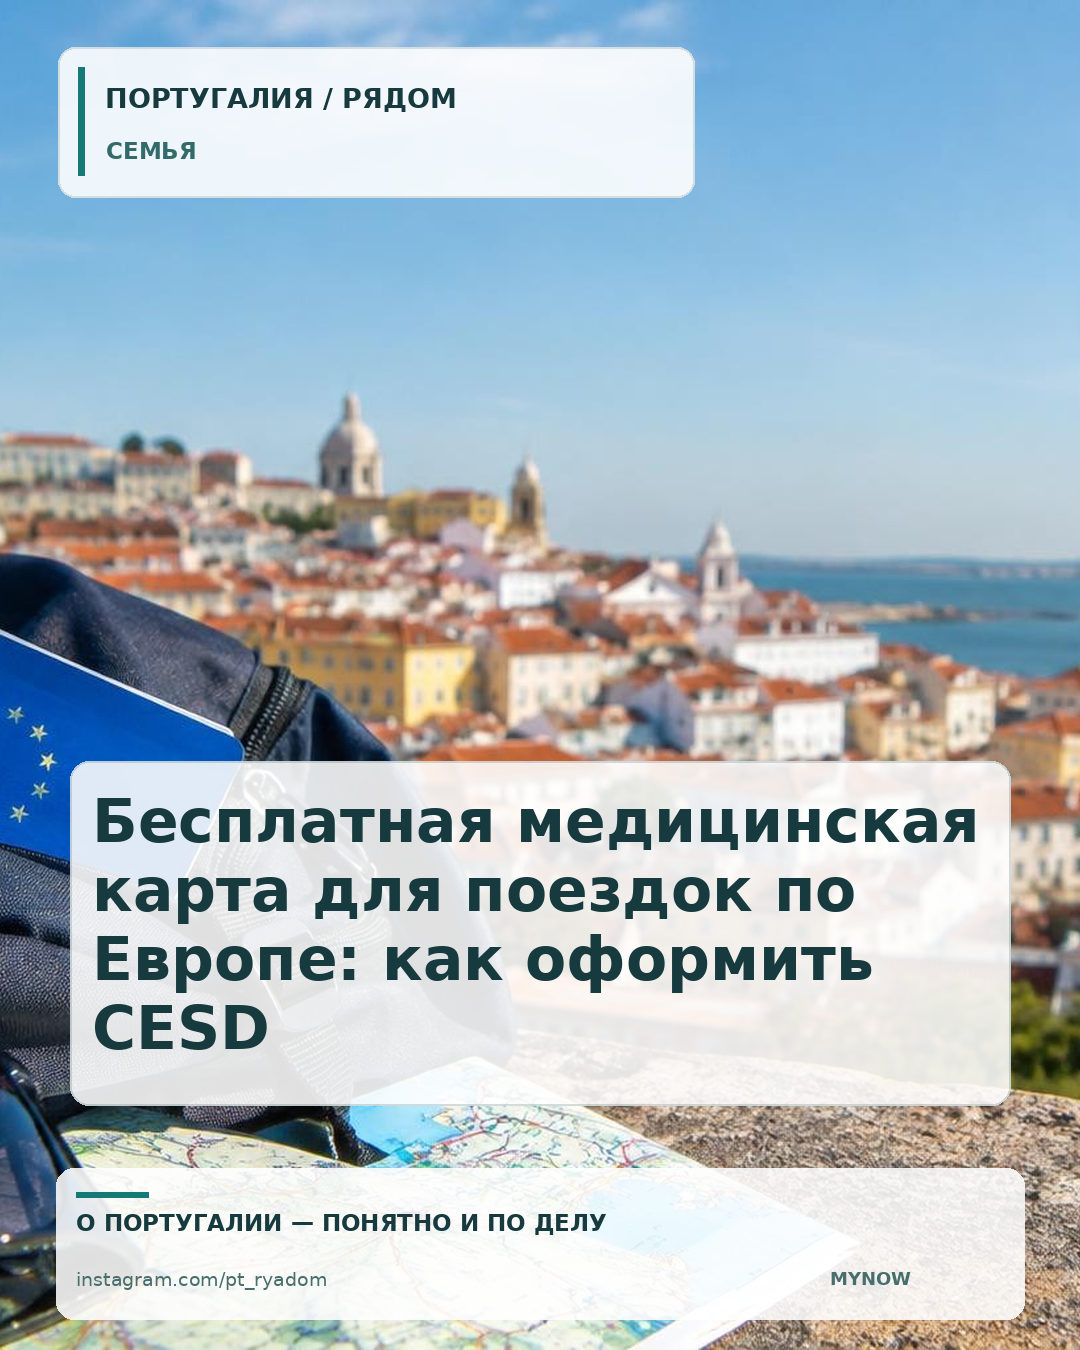 ПОРТУГАЛИЯ / РЯДОМ
СЕМЬЯ
Бесплатная медицинская
карта для поездок по
Европе: как оформить
CESD
О ПОРТУГАЛИИ — ПОНЯТНО И ПО ДЕЛУ
instagram.com/pt_ryadom
MYNOW